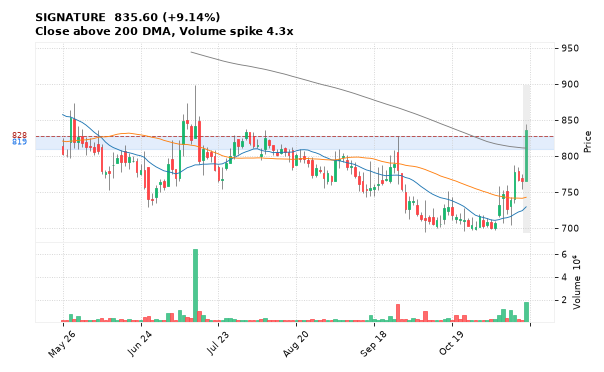 SIGNATURE 835.60 (+9.14%)
Close above 200 DMA, Volume spike 4.3x
950
900
850
828
815
800
750
700
Price
6
4
2
Volume 10⁶
May 26
Jun 24
Jul 23
Aug 20
Sep 18
Oct 19